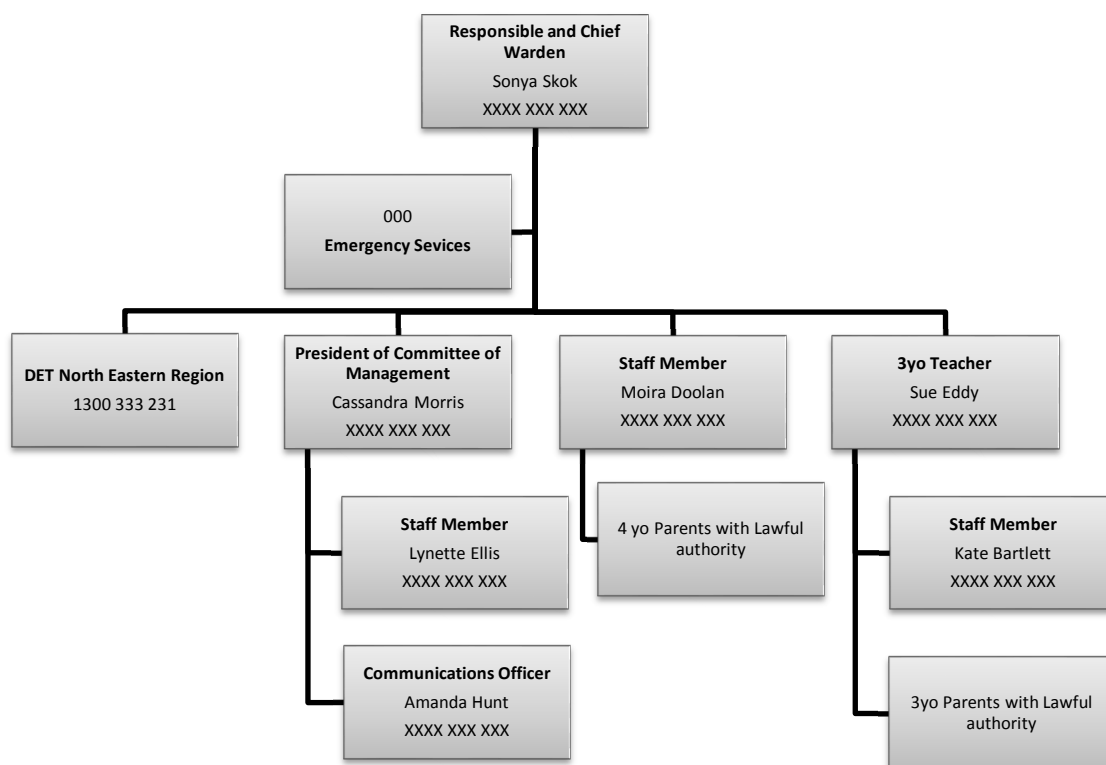 Responsible and Chief
Warden
Sonya Skok
XXXX XXX XXX
000
Emergency Sevices
DET North Eastern Region
1300 333 231
President of Committee of
Management
Cassandra Morris
XXXX XXX XXX
Staff Member
Moira Doolan
XXXX XXX XXX
3yo Teacher
Sue Eddy
XXXX XXX XXX
Staff Member
Lynette Ellis
XXXX XXX XXX
4 yo Parents with Lawful
authority
Staff Member
Kate Bartlett
XXXX XXX XXX
Communications Officer
Amanda Hunt
XXXX XXX XXX
3yo Parents with Lawful
authority